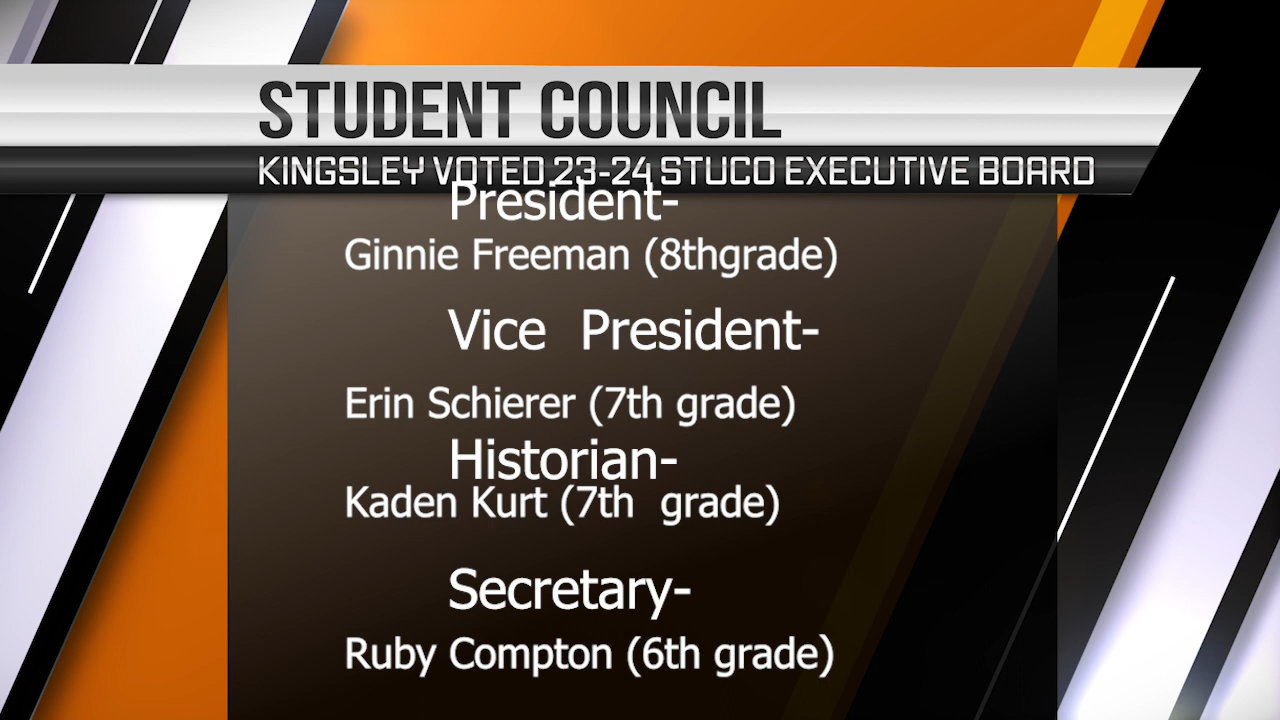 STUDENT COUNCIL
KINGSLEY VOTED 23-24 STUCO EXECUTIVE BOARD
President-
Ginnie Freeman (8thgrade)
Vice  President-
Erin Schierer (7th grade)
Historian-
Kaden Kurt (7th  grade)
Secretary-
Ruby Compton (6th grade)